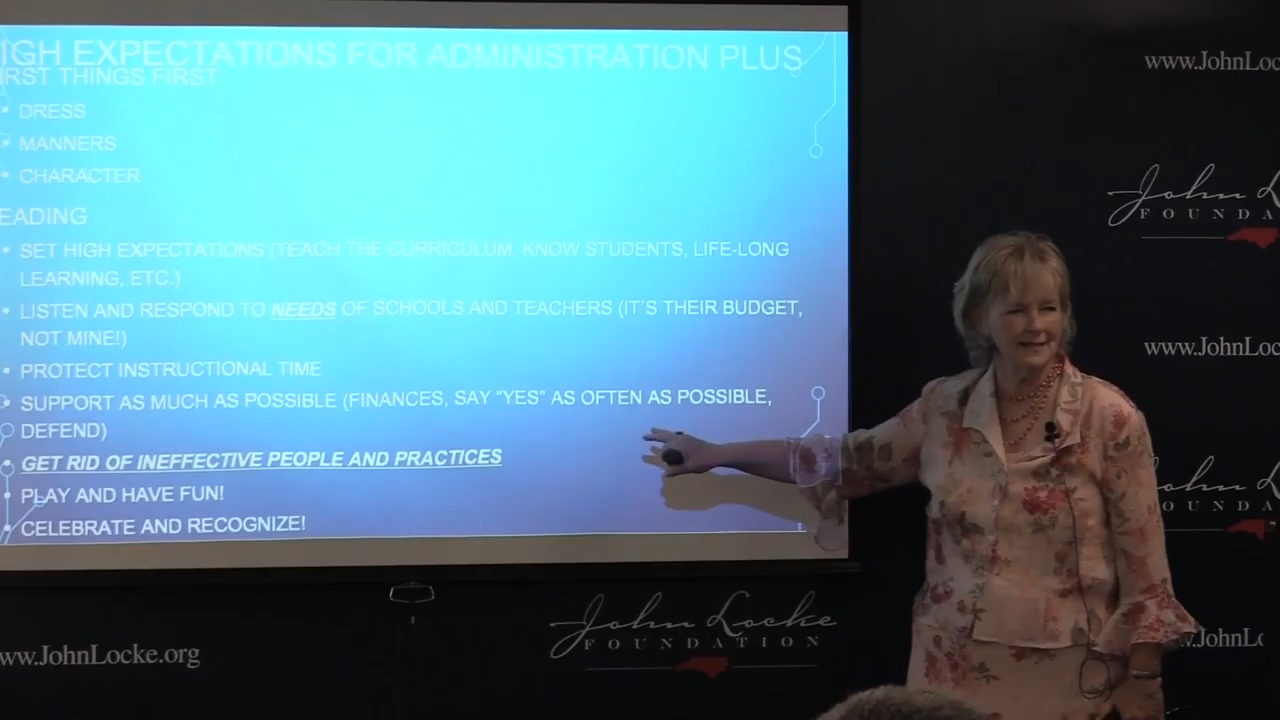 IGH EXPECTATIONS FOR ADMINISTRATION PLUS
IRST THINGS FIRST:
• DRESS
• MANNERS
• CHARACTER
EADING
• SET HIGH EXPECTATIONS (TEACH THE CURRICULUM, KNOW STUDENTS, LIFE-LONG
LEARNING, ETC.)
• LISTEN AND RESPOND TO NEEDS OF SCHOOLS AND TEACHERS (IT'S THEIR BUDGET,
NOT MINE!)
• PROTECT INSTRUCTIONAL TIME
• SUPPORT AS MUCH AS POSSIBLE (FINANCES, SAY "YES" AS OFTEN AS POSSIBLE,
DEFEND)
• GET RID OF INEFFECTIVE PEOPLE AND PRACTICES
• PLAY AND HAVE FUN!
• CELEBRATE AND RECOGNIZE!
www.JohnLocke.org
John Locke
FOUNDATION
www.JohnLo
John L
FOUNDA
www.JohnLoc
ohn L
FOUNDA
w.JohnLo